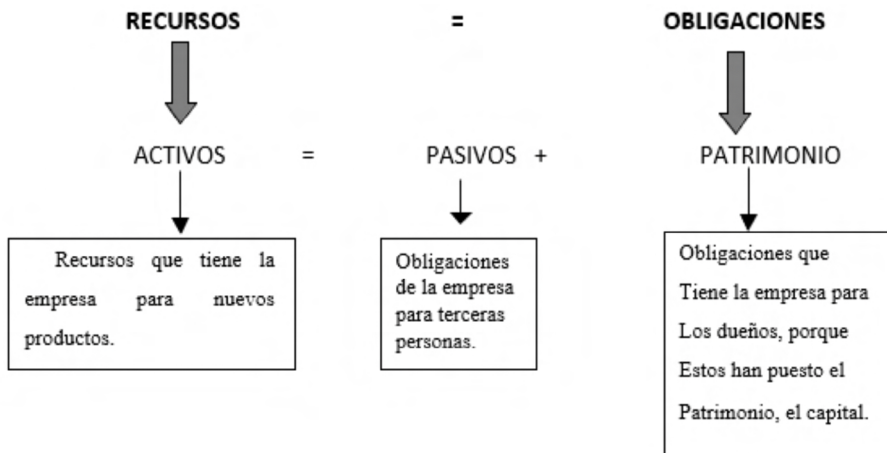 RECURSOS = OBLIGACIONES
ACTIVOS = PASIVOS + PATRIMONIO
Recursos que tiene la
empresa para nuevos
productos.
Obligaciones
de la empresa
para terceras
personas.
Obligaciones que
Tiene la empresa para
Los dueños, porque
Estos han puesto el
Patrimonio, el capital.